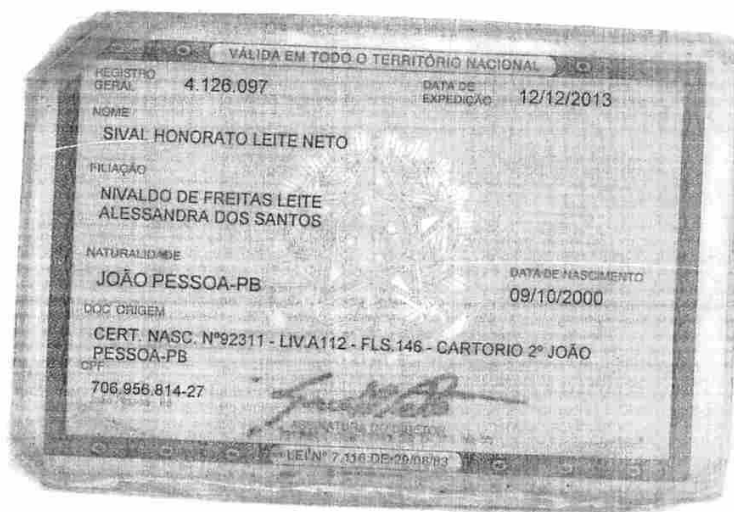 VÁLIDA EM TODO O TERRITÓRIO NACIONAL
REGISTRO GERAL 4.126.097 DATA DE EXPEDIÇÃO 12/12/2013
NOME
SIVAL HONORATO LEITE NETO
FILIAÇÃO
NIVALDO DE FREITAS LEITE
ALESSANDRA DOS SANTOS
NATURALIDADE
JOÃO PESSOA-PB
DATA DE NASCIMENTO
09/10/2000
DOC ORIGEM
CERT. NASC. Nº92311 - LIV.A112 - FLS.146 - CARTORIO 2º JOÃO
PESSOA-PB
CPF
706.956.814-27
ASSINATURA DO DIRETOR
LEI Nº 7.116 DE 29/08/83